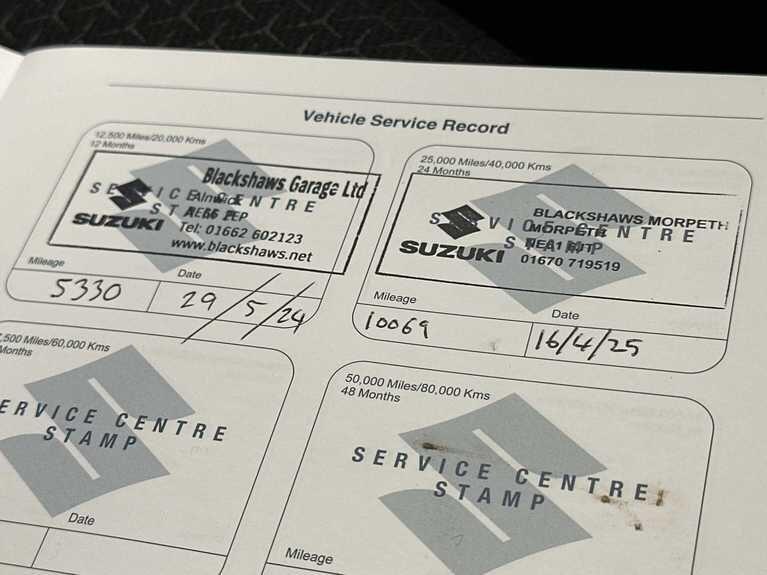 Vehicle Service Record
12,500 Miles/20,000 Kms
12 Months
SERVICE CENTRE
STAMP
Blackshaws Garage Ltd
Alnwick
SUZUKI
Tel: 01662 602123
www.blackshaws.net
Mileage
Date
5330
29/5/24
25,000 Miles/40,000 Kms
24 Months
SERVICE CENTRE
STAMP
BLACKSHAWS MORPETH
MORPETH
SUZUKI
01670 719519
Mileage
Date
10069
16/4/25
,500 Miles/60,000 Kms
Months
ERVICE CENTRE
STAMP
Date
50,000 Miles/80,000 Kms
48 Months
SERVICE CENTRE
STAMP
Mileage